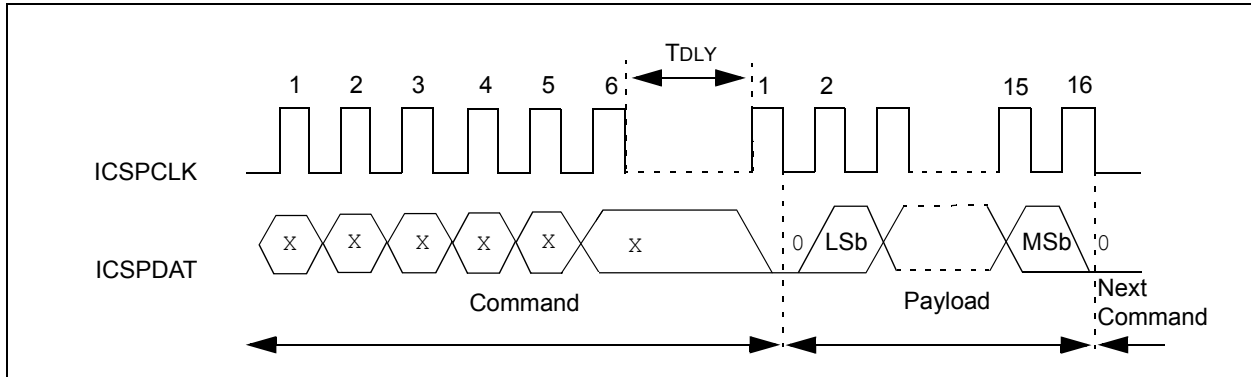 TDLY
1 2 3 4 5 6 1 2 15 16
ICSPCLK
X X X X X X 0 LSb MSb 0
ICSPDAT
Command
Payload
Next
Command